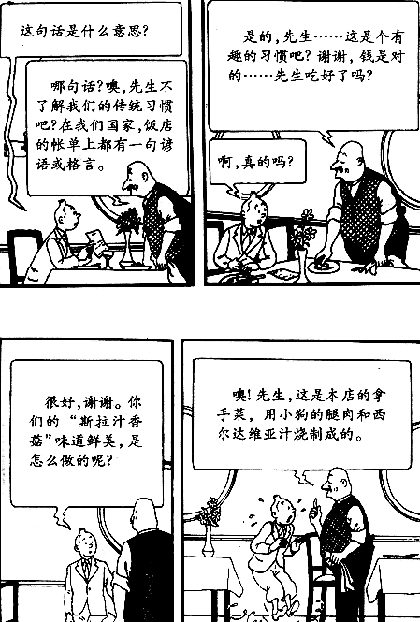 这句话是什么意思?
哪句话?噢,先生不
了解我们的传统习惯
吧?在我们国家,饭店
的帐单上都有一句谚
语或格言。
是的,先生……这是个有
趣的习惯吧?谢谢,钱是对
的……先生吃好了吗?
啊,真的吗?
很好,谢谢。你
们的“斯拉汁香
菇”味道鲜美,是
怎么做的呢?
噢!先生,这是本店的拿
手菜,用小狗的腿肉和西
尔达维亚汁烧制成的。